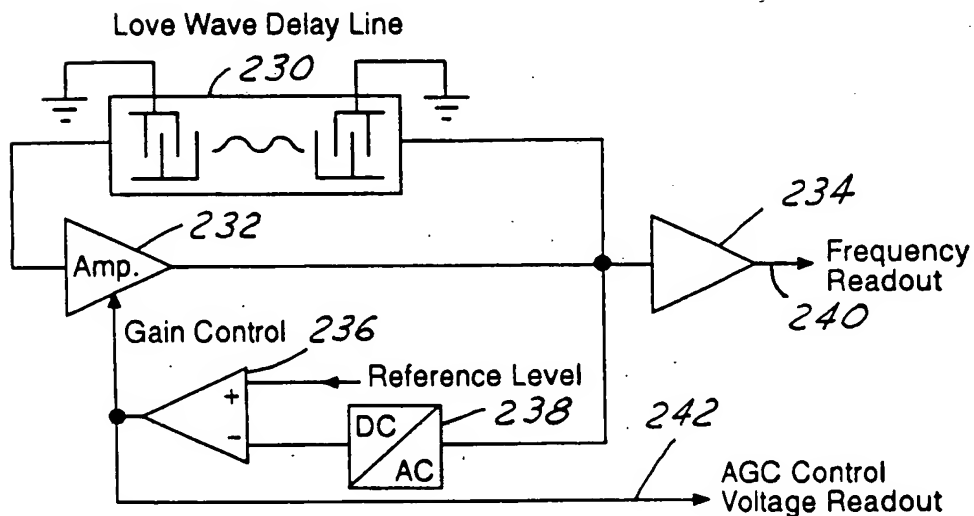 Love Wave Delay Line
230
232
Amp.
234
Frequency
Readout
240
Gain Control
236
+
Reference Level
−
DC
AC
238
242
AGC Control
Voltage Readout